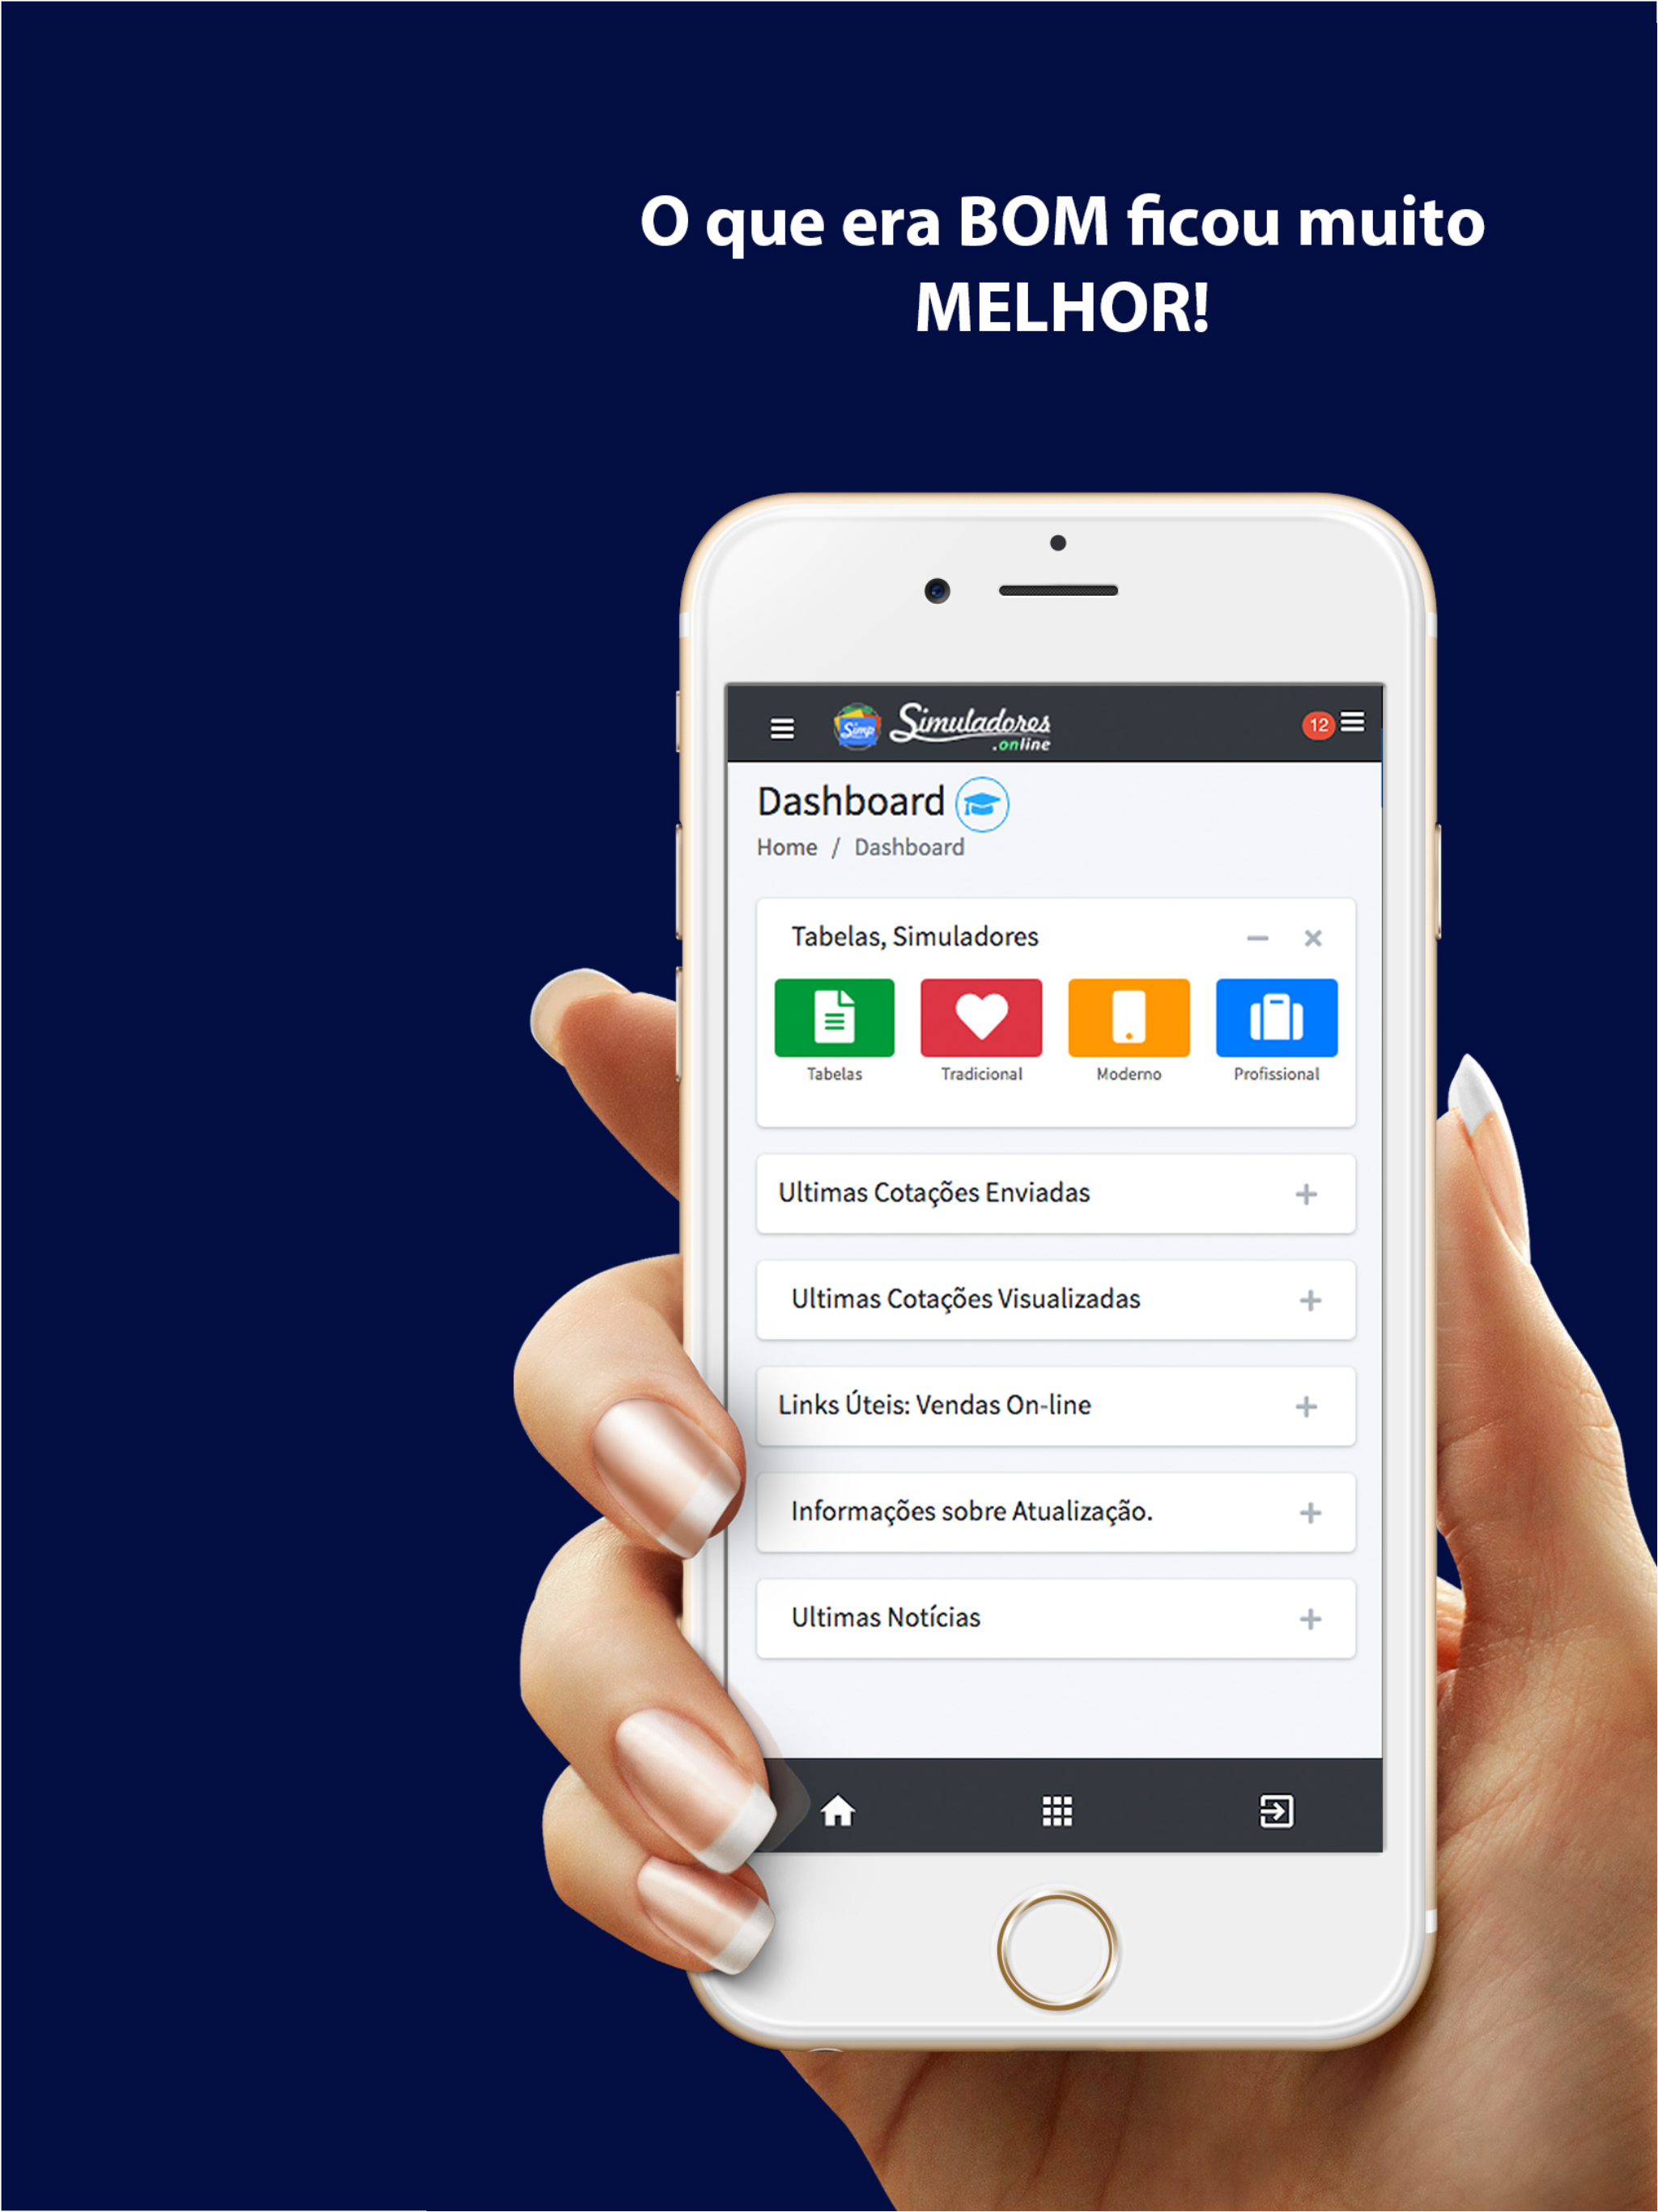 O que era BOM ficou muito
MELHOR!
Simp
Simuladores
.online
12
Dashboard
Home / Dashboard
Tabelas, Simuladores
Tabelas Tradicional Moderno Profissional
Ultimas Cotações Enviadas
Ultimas Cotações Visualizadas
Links Úteis: Vendas On-line
Informações sobre Atualização.
Ultimas Notícias